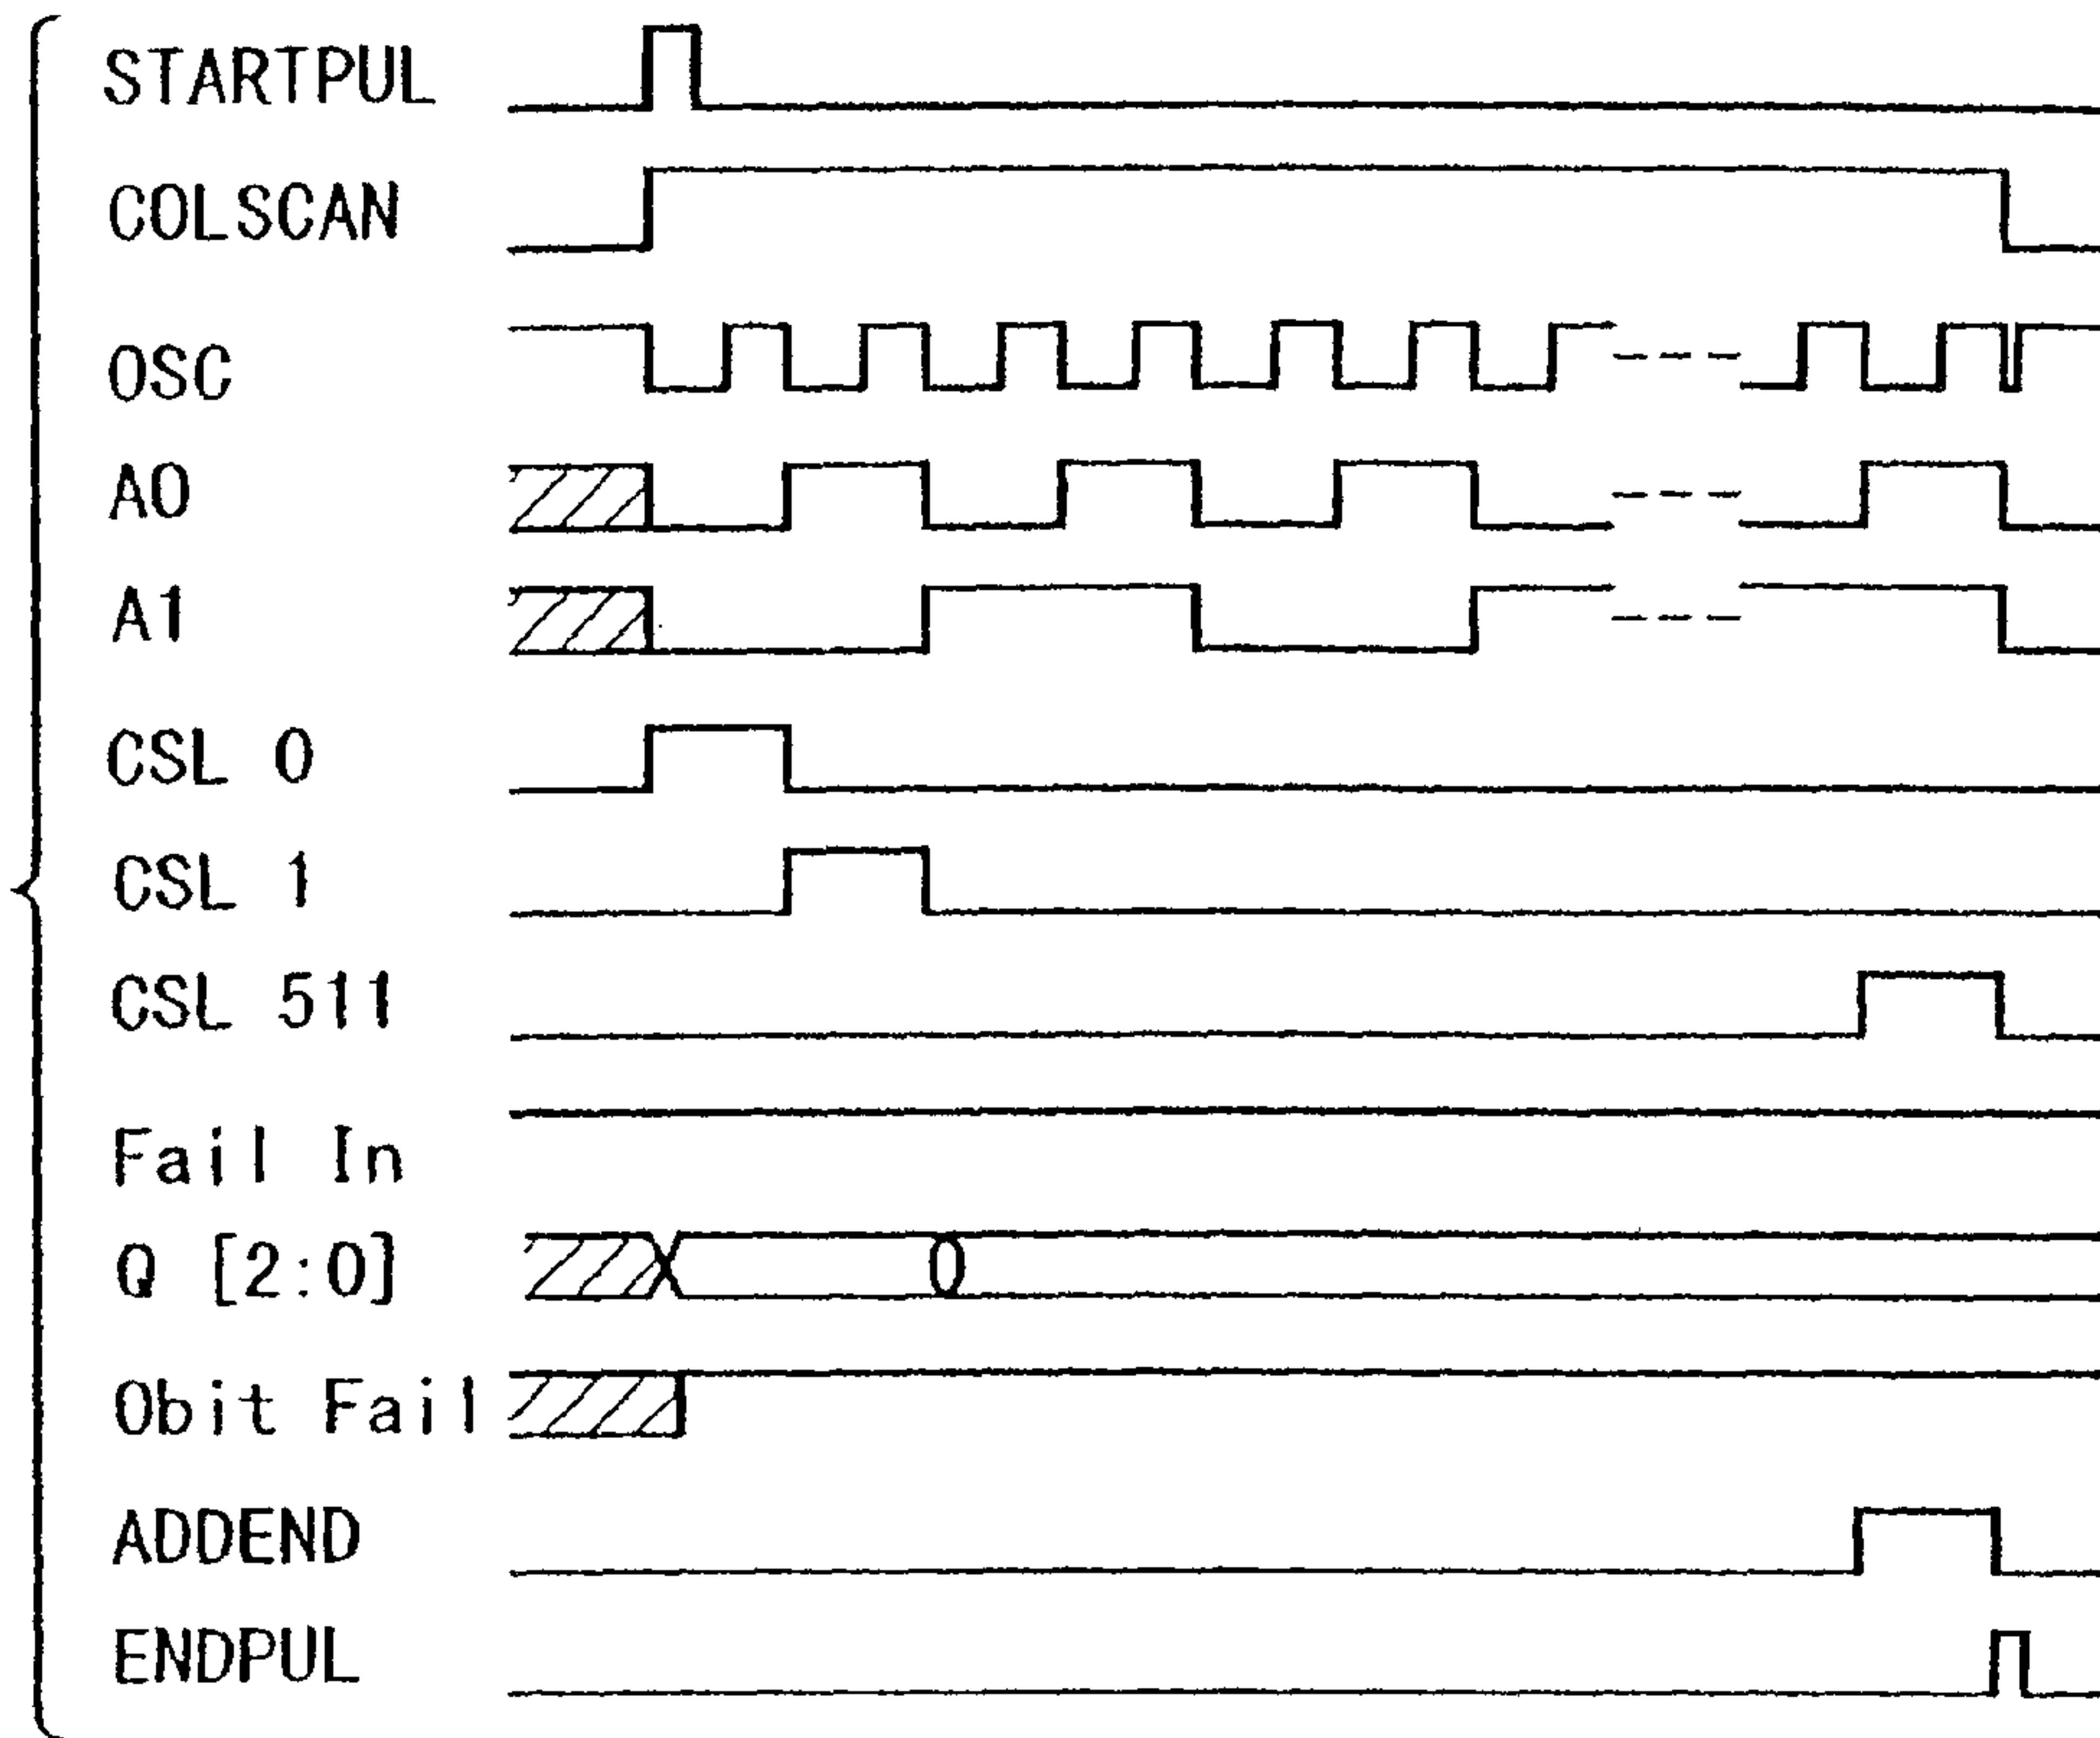 STARTPUL
COLSCAN
OSC
A0
A1
CSL 0
CSL 1
CSL 511
Fail In
Q [2:0]
0bit Fail
ADDEND
ENDPUL